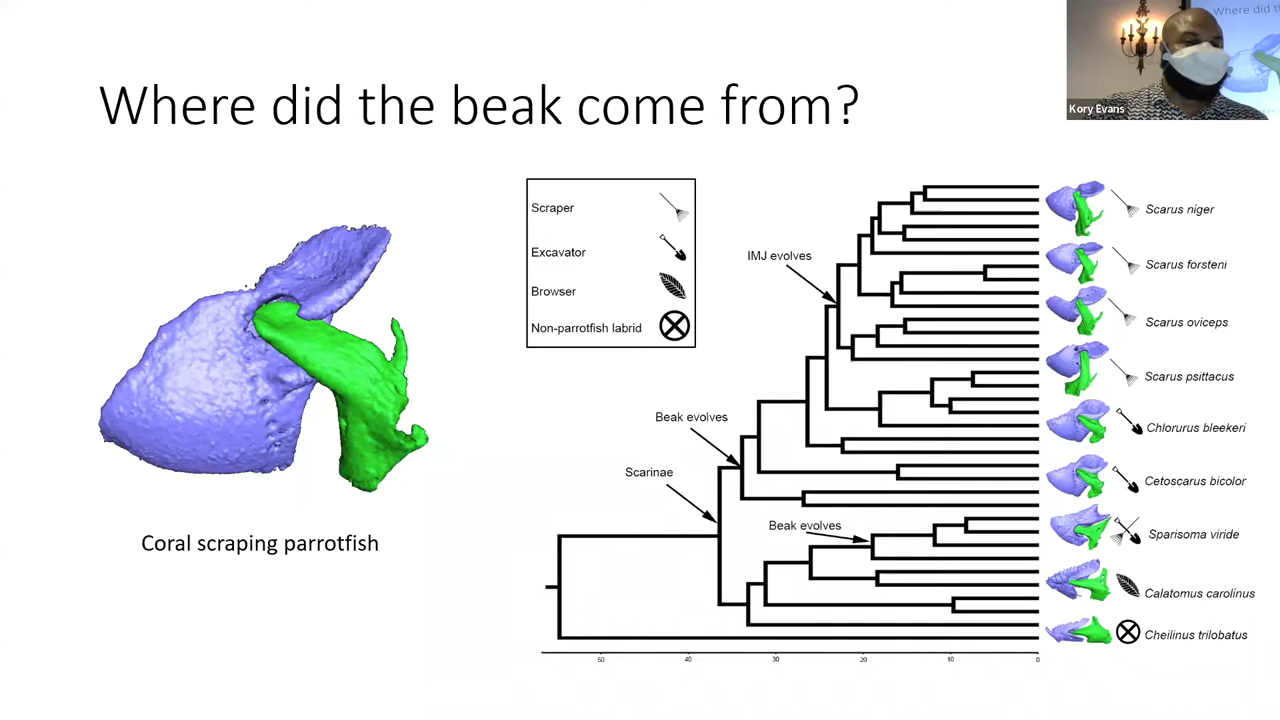 Where did the beak come from?
Where did t
Kory Evans
Scraper
Excavator
Browser
Non-parrotfish labrid
IMJ evolves
Beak evolves
Scarinae
Beak evolves
Scarus niger
Scarus forsteni
Scarus oviceps
Scarus psittacus
Chlorurus bleekeri
Cetoscarus bicolor
Sparisoma viride
Calatomus carolinus
Cheilinus trilobatus
Coral scraping parrotfish
50 40 30 20 10 0